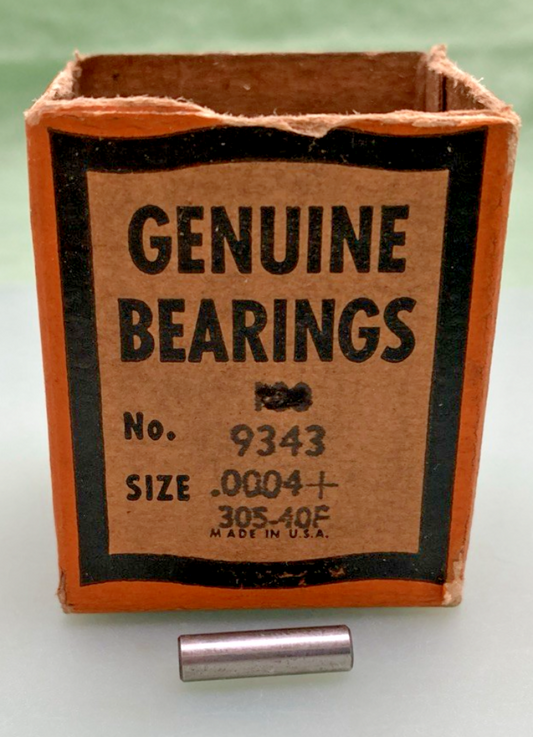 GENUINE
BEARINGS
No. 9343
SIZE .0004+
305-40F
MADE IN U.S.A.